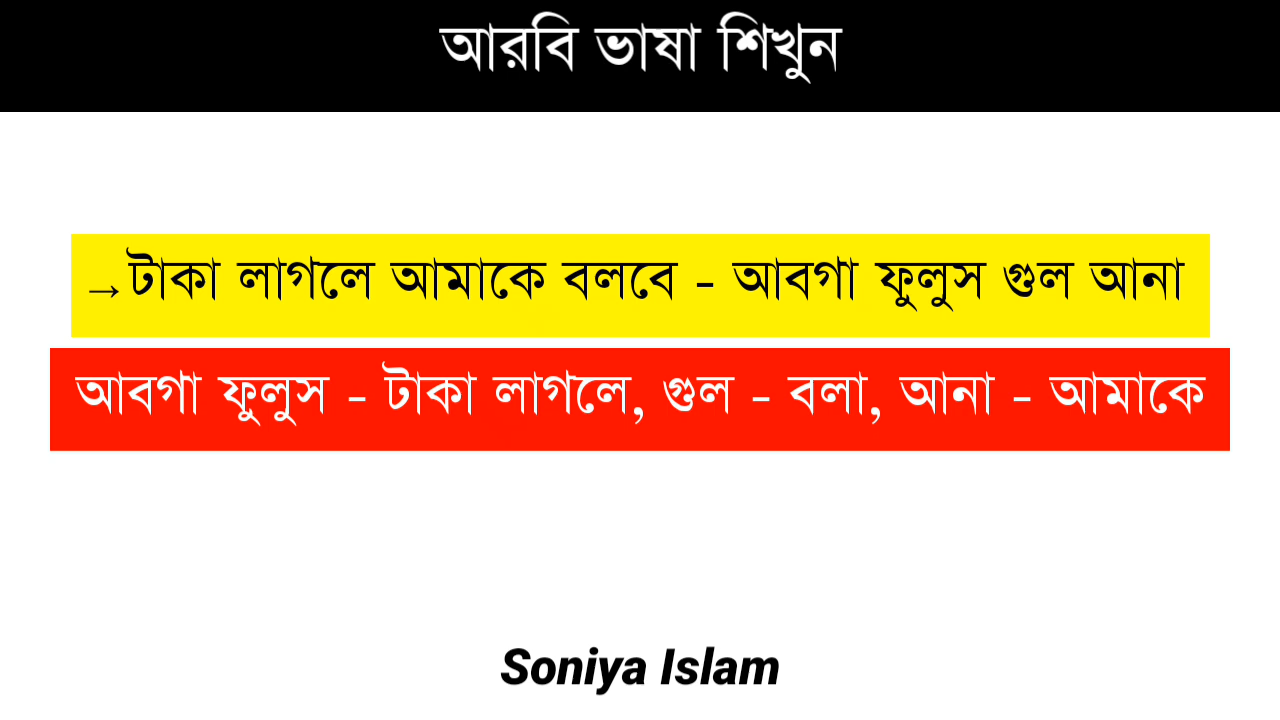 আরবি ভাষা শিখুন
→টাকা লাগলে আমাকে বলবে - আবগা ফুলুস গুল আনা
আবগা ফুলুস - টাকা লাগলে, গুল - বলা, আনা - আমাকে
Soniya Islam